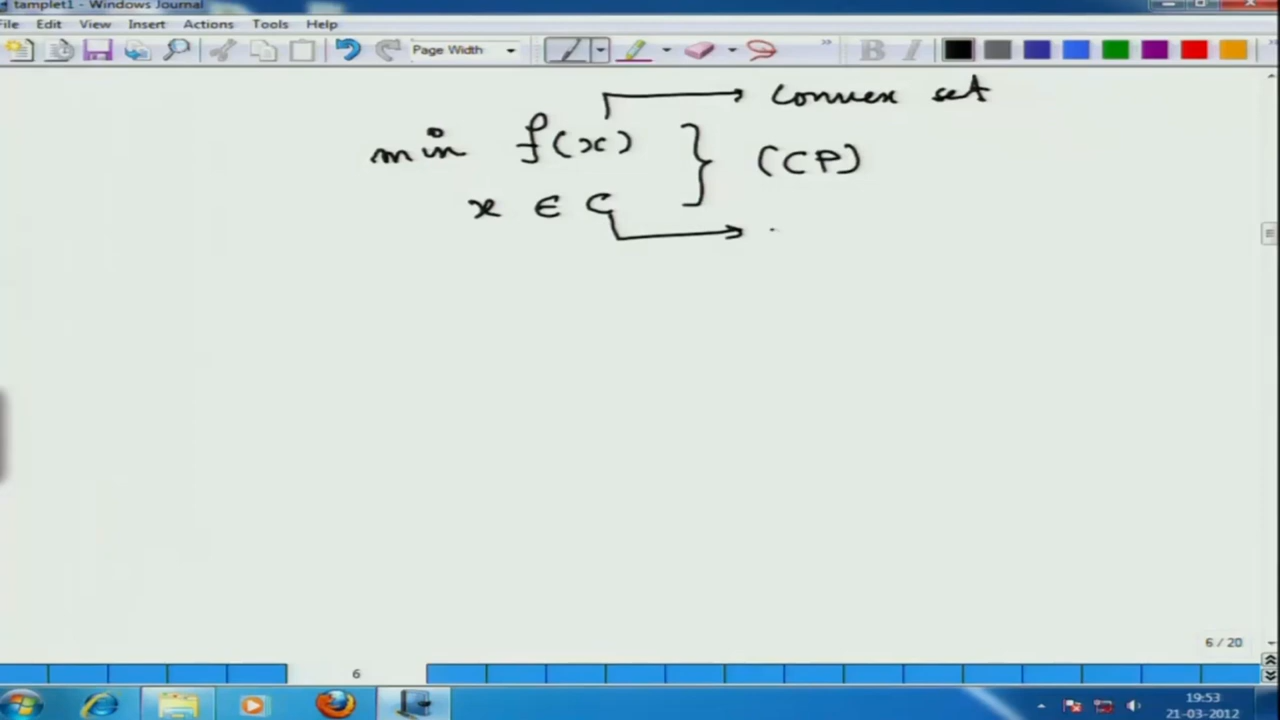 tamplet1 - Windows Journal
File Edit View Insert Actions Tools Help
Page Width
B I
convex set
min f(x)
(CP)
x ∈ C
6 / 20
6
19:53
21-03-2012